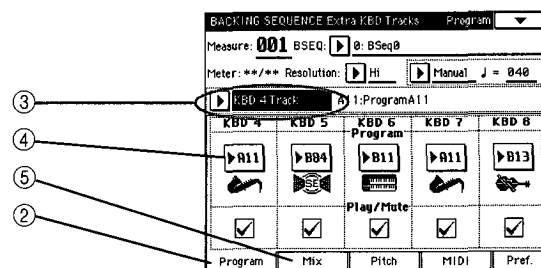 BACKING SEQUENCE Extra KBD Tracks Program
Measure: 001 BSEQ: 0: BSeq0
Meter: **/** Resolution: Hi Manual ♩ = 040
③ KBD 4 Track A11:ProgramA11
KBD 4 KBD 5 KBD 6 KBD 7 KBD 8
Program
④ A11 B04 B11 A11 B13
SE
⑤ Play/Mute
② Program Mix Pitch MIDI Pref.